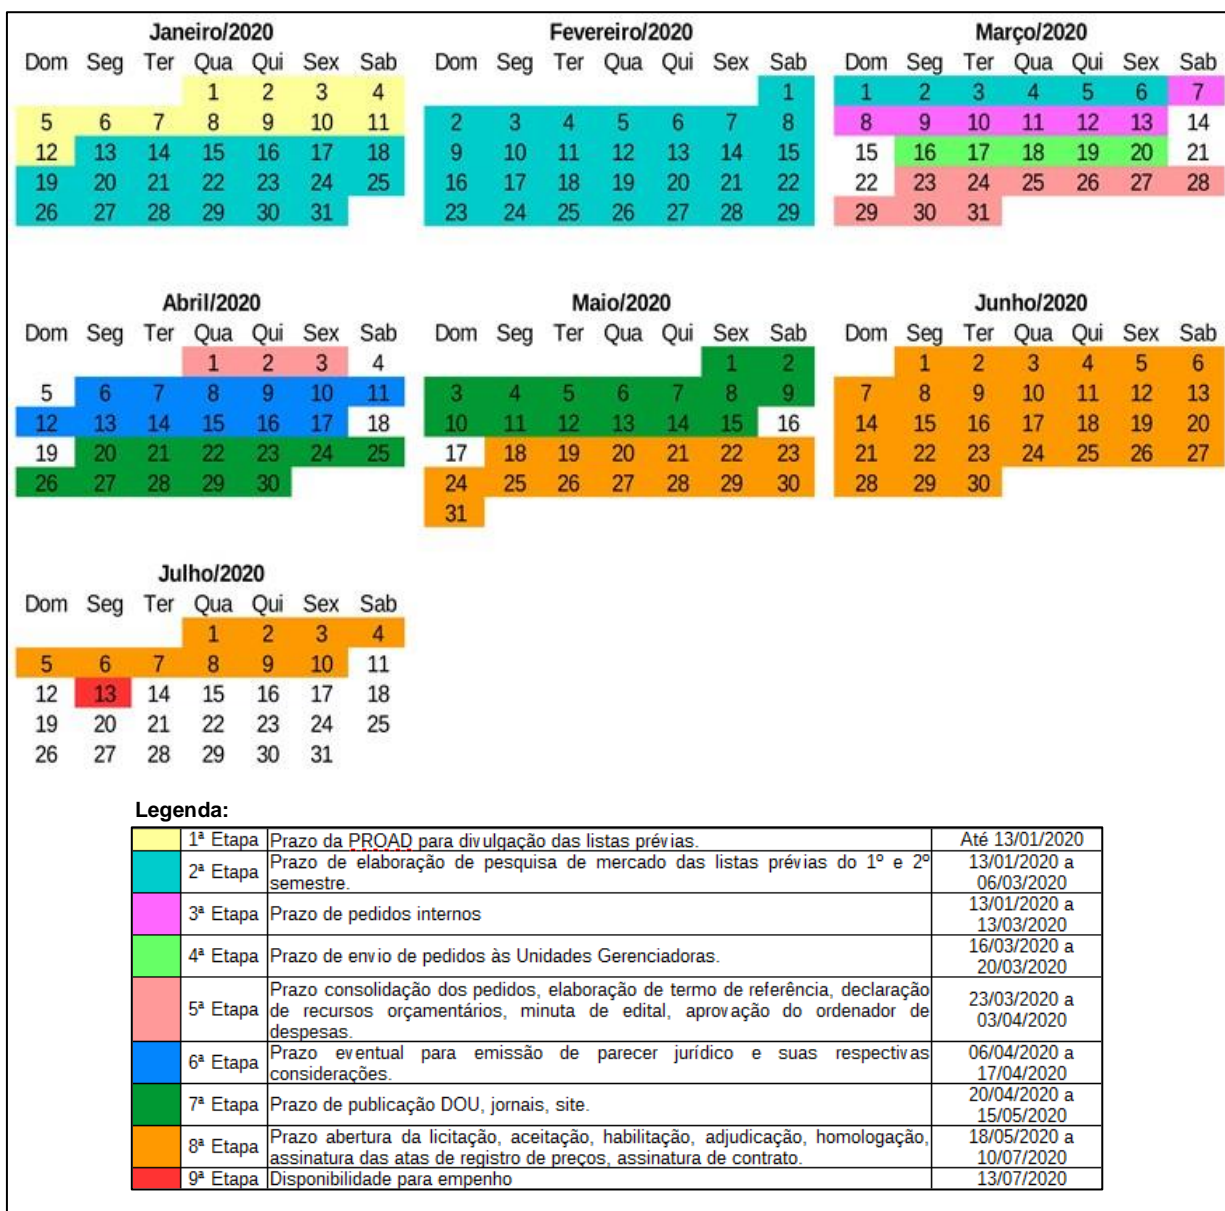 Janeiro/2020 Fevereiro/2020 Março/2020
Dom Seg Ter Qua Qui Sex Sab Dom Seg Ter Qua Qui Sex Sab Dom Seg Ter Qua Qui Sex Sab
1 2 3 4 1 1 2 3 4 5 6 7
5 6 7 8 9 10 11 2 3 4 5 6 7 8 8 9 10 11 12 13 14
12 13 14 15 16 17 18 9 10 11 12 13 14 15 15 16 17 18 19 20 21
19 20 21 22 23 24 25 16 17 18 19 20 21 22 22 23 24 25 26 27 28
26 27 28 29 30 31 23 24 25 26 27 28 29 29 30 31
Abril/2020 Maio/2020 Junho/2020
Dom Seg Ter Qua Qui Sex Sab Dom Seg Ter Qua Qui Sex Sab Dom Seg Ter Qua Qui Sex Sab
1 2 3 4 1 2 1 2 3 4 5 6
5 6 7 8 9 10 11 3 4 5 6 7 8 9 7 8 9 10 11 12 13
12 13 14 15 16 17 18 10 11 12 13 14 15 16 14 15 16 17 18 19 20
19 20 21 22 23 24 25 17 18 19 20 21 22 23 21 22 23 24 25 26 27
26 27 28 29 30 24 25 26 27 28 29 30 28 29 30
31
Julho/2020
Dom Seg Ter Qua Qui Sex Sab
1 2 3 4
5 6 7 8 9 10 11
12 13 14 15 16 17 18
19 20 21 22 23 24 25
26 27 28 29 30 31
Legenda:
1ª Etapa Prazo da PROAD para divulgação das listas prévias. Até 13/01/2020
2ª Etapa Prazo de elaboração de pesquisa de mercado das listas prévias do 1º e 2º
semestre. 13/01/2020 a
06/03/2020
3ª Etapa Prazo de pedidos internos 13/01/2020 a
13/03/2020
4ª Etapa Prazo de envio de pedidos às Unidades Gerenciadoras. 16/03/2020 a
20/03/2020
5ª Etapa Prazo consolidação dos pedidos, elaboração de termo de referência, declaração
de recursos orçamentários, minuta de edital, aprovação do ordenador de
despesas. 23/03/2020 a
03/04/2020
6ª Etapa Prazo eventual para emissão de parecer jurídico e suas respectivas
considerações. 06/04/2020 a
17/04/2020
7ª Etapa Prazo de publicação DOU, jornais, site. 20/04/2020 a
15/05/2020
8ª Etapa Prazo abertura da licitação, aceitação, habilitação, adjudicação, homologação,
assinatura das atas de registro de preços, assinatura de contrato. 18/05/2020 a
10/07/2020
9ª Etapa Disponibilidade para empenho 13/07/2020